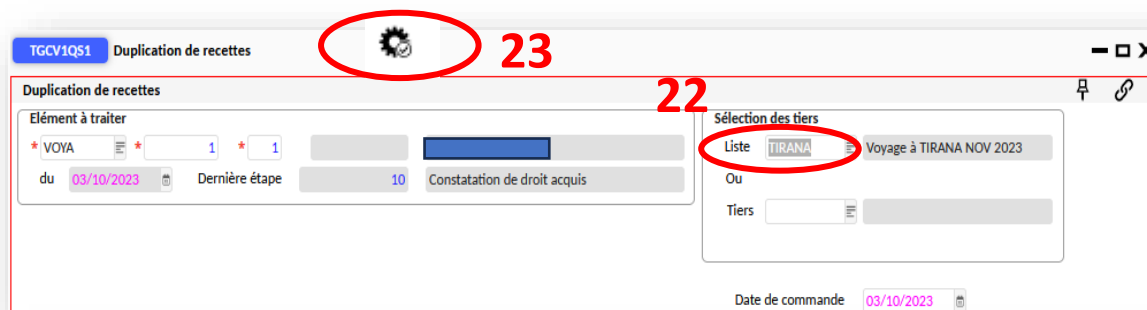 TGCV1QS1 Duplication de recettes 23
Duplication de recettes 22
Elément à traiter
* VOYA * 1 * 1
du 03/10/2023 Dernière étape 10 Constatation de droit acquis
Sélection des tiers
Liste TIRANA Voyage à TIRANA NOV 2023
Ou
Tiers
Date de commande 03/10/2023